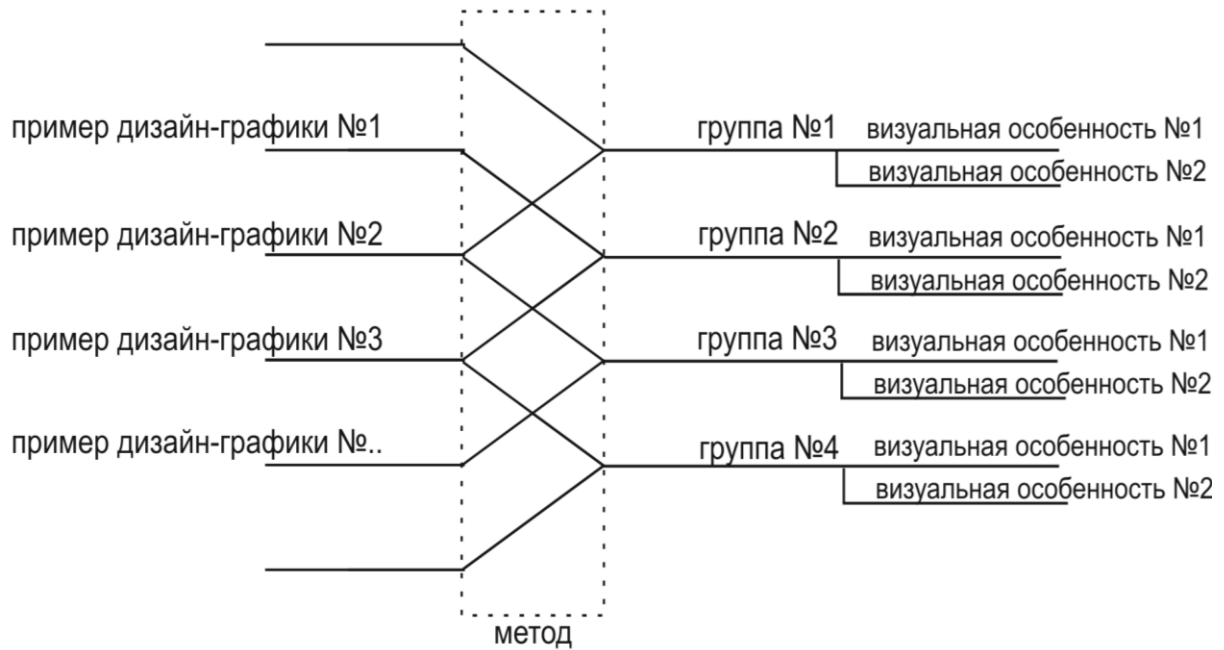 пример дизайн-графики №1
группа №1
визуальная особенность №1
визуальная особенность №2
пример дизайн-графики №2
группа №2
визуальная особенность №1
визуальная особенность №2
пример дизайн-графики №3
группа №3
визуальная особенность №1
визуальная особенность №2
пример дизайн-графики №..
группа №4
визуальная особенность №1
визуальная особенность №2
метод